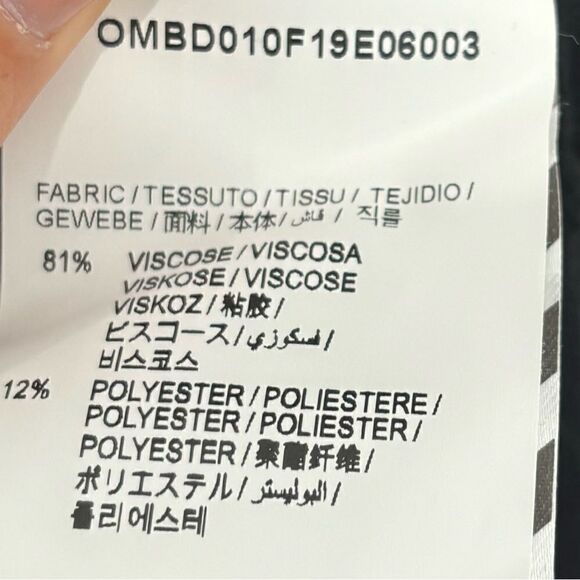 OMBD010F19E06003
FABRIC / TESSUTO / TISSU / TEJIDIO /
GEWEBE / 面料 / 本体 / قماش / 직물
81% VISCOSE / VISCOSA
VISKOSE / VISCOSE
VISKOZ / 粘胶 /
ビスコース / فسكوزي /
비스코스
12% POLYESTER / POLIESTERE /
POLYESTER / POLIESTER /
POLYESTER / 聚酯纤维 /
ポリエステル / البوليستر /
폴리에스테